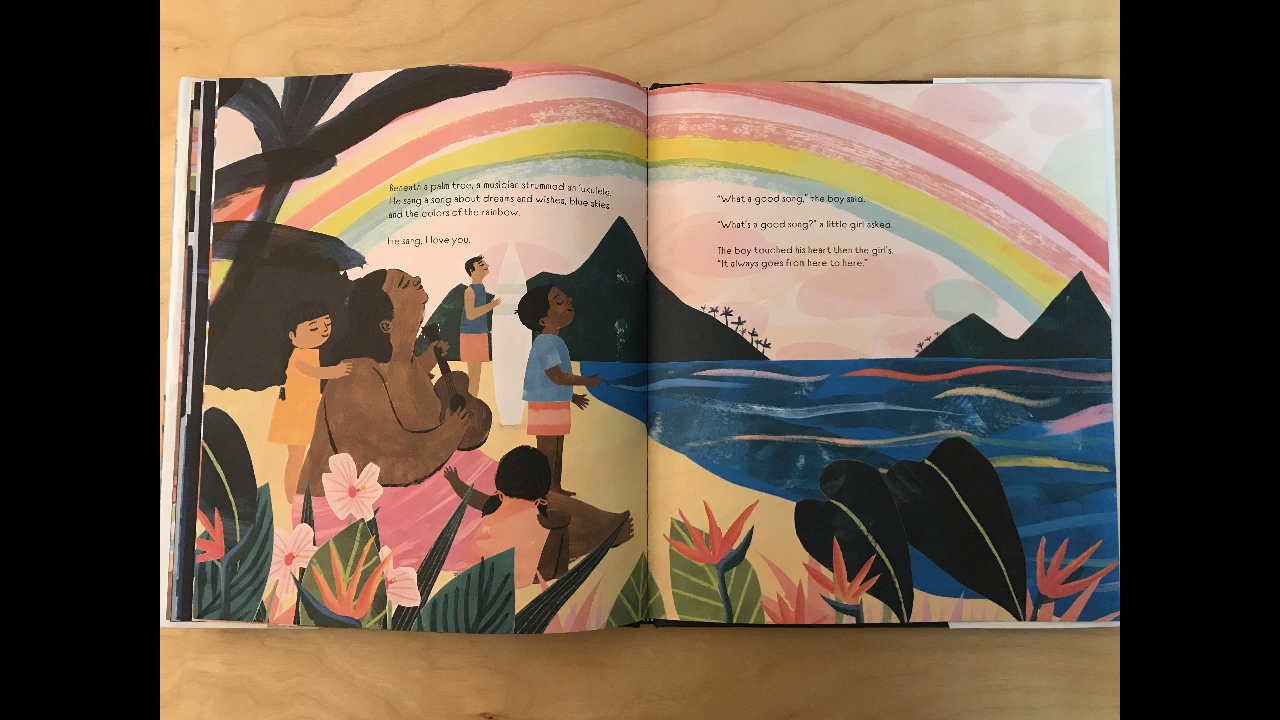 Beneath a palm tree, a musician strummed an ‘ukulele.
He sang a song about dreams and wishes, blue skies
and the colors of the rainbow.
He sang, I love you.
“What a good song,” the boy said.
“What’s a good song?” a little girl asked.
The boy touched his heart then the girl’s.
“It always goes from here to here.”